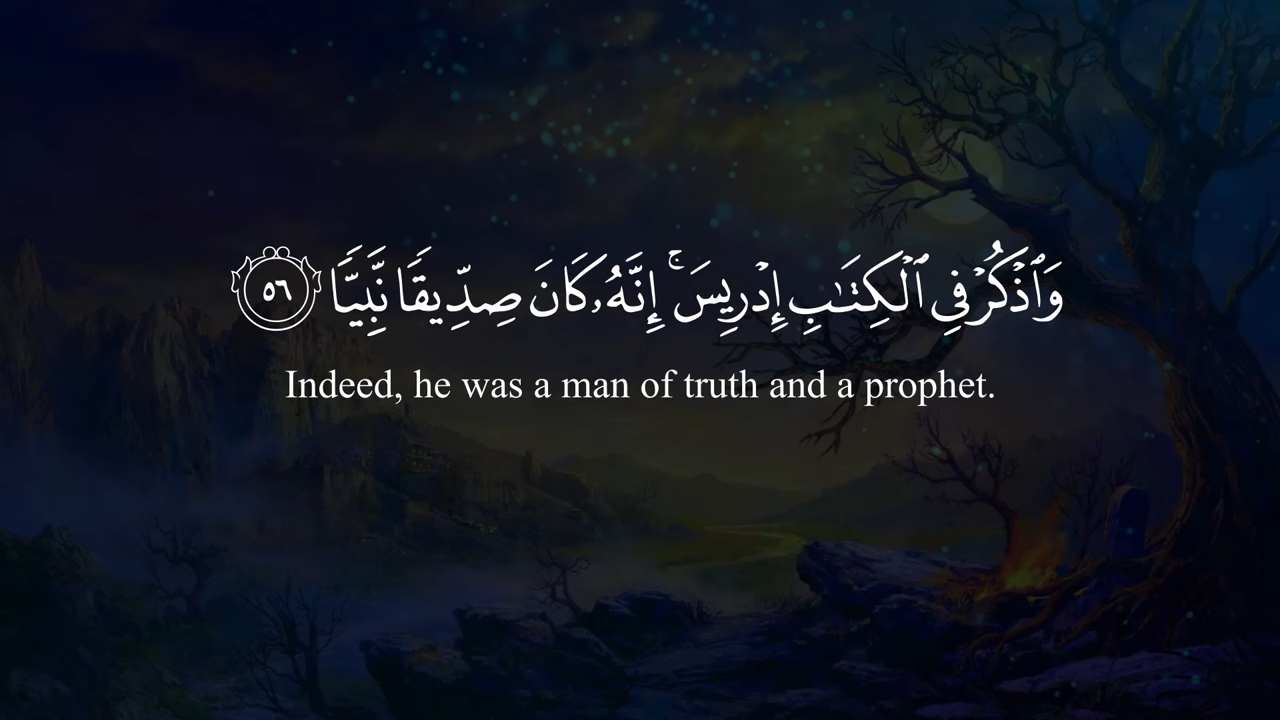 وَٱذْكُرْ فِى ٱلْكِتَـٰبِ إِدْرِيسَ ۚ إِنَّهُۥ كَانَ صِدِّيقًا نَّبِيًّا ٥٦
Indeed, he was a man of truth and a prophet.